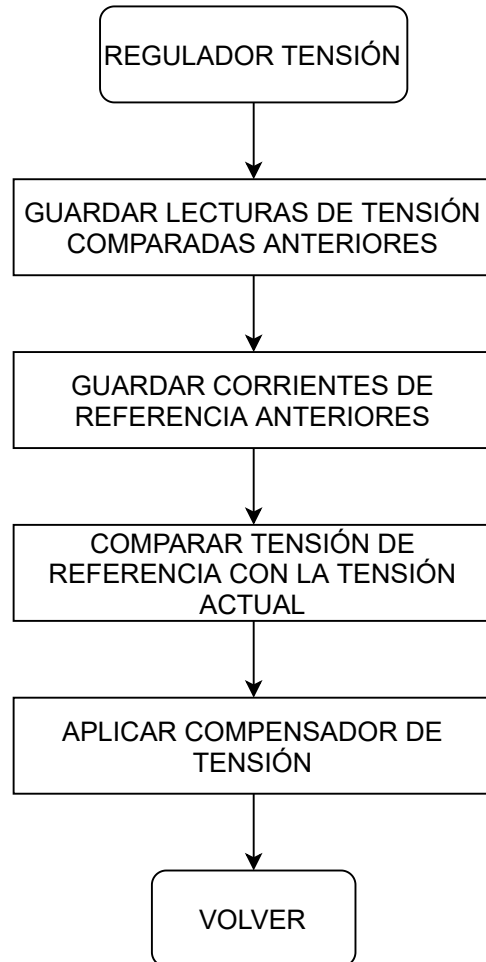 REGULADOR TENSIÓN
GUARDAR LECTURAS DE TENSIÓN
COMPARADAS ANTERIORES
GUARDAR CORRIENTES DE
REFERENCIA ANTERIORES
COMPARAR TENSIÓN DE
REFERENCIA CON LA TENSIÓN
ACTUAL
APLICAR COMPENSADOR DE
TENSIÓN
VOLVER